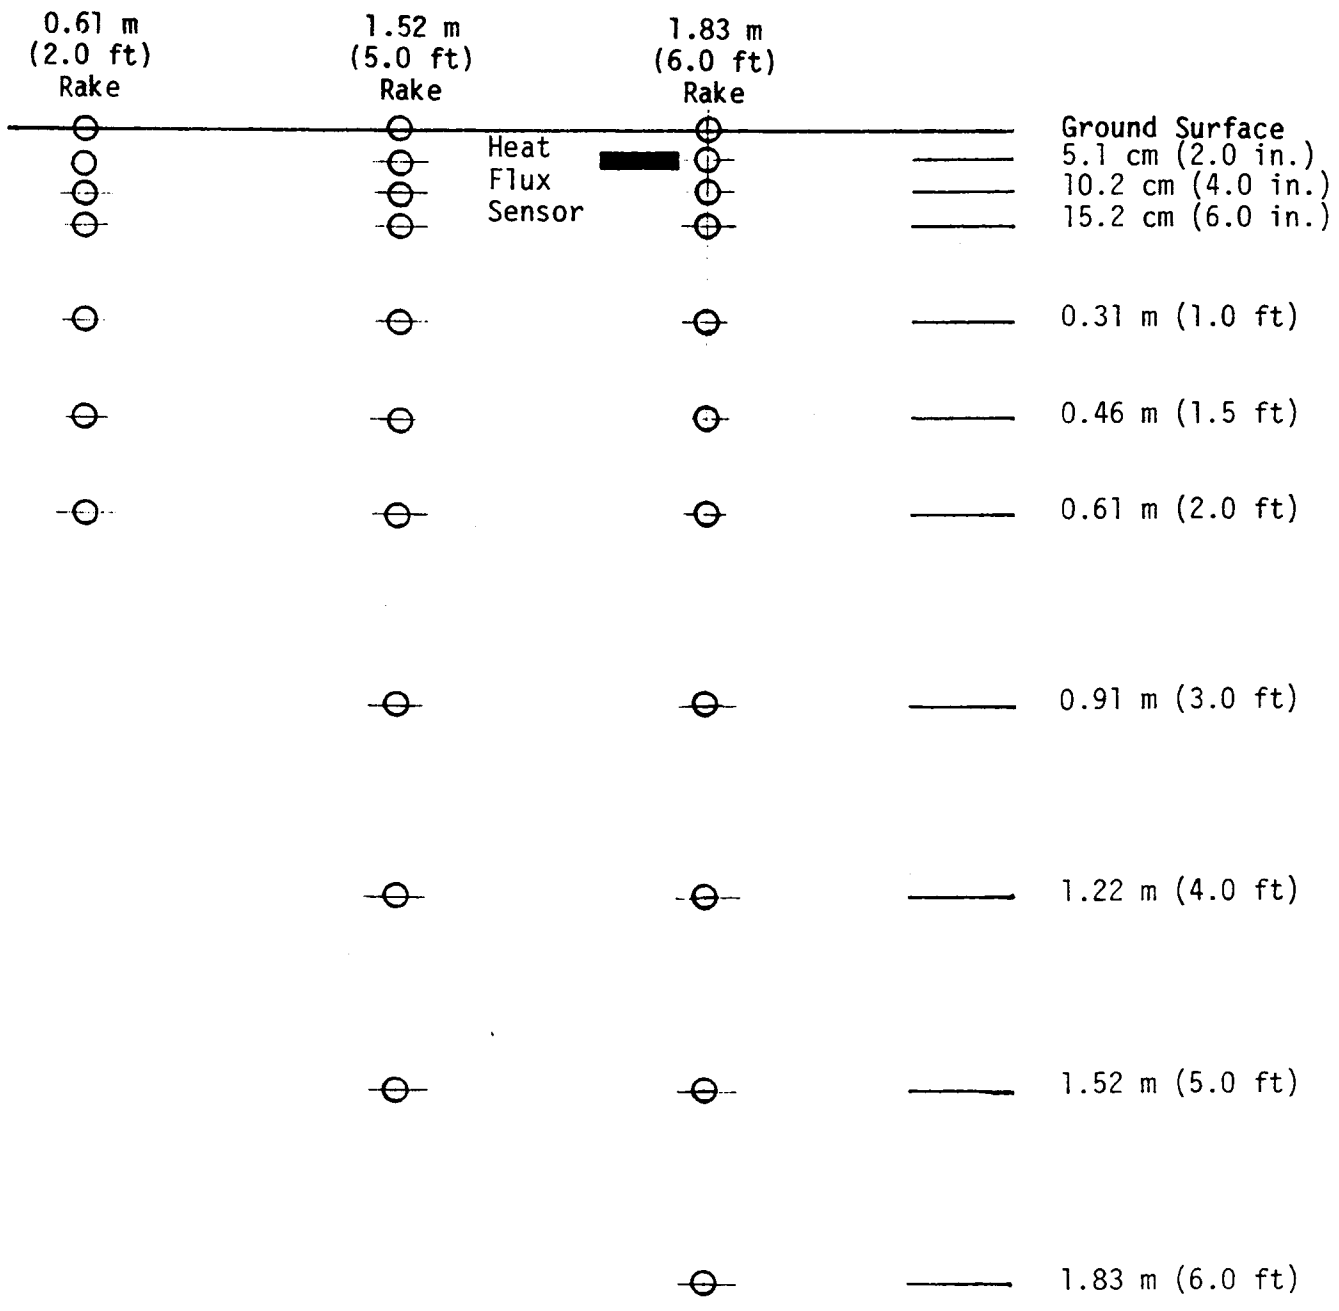 0.61 m
(2.0 ft)
Rake
1.52 m
(5.0 ft)
Rake
1.83 m
(6.0 ft)
Rake
Heat
Flux
Sensor
Ground Surface
5.1 cm (2.0 in.)
10.2 cm (4.0 in.)
15.2 cm (6.0 in.)
0.31 m (1.0 ft)
0.46 m (1.5 ft)
0.61 m (2.0 ft)
0.91 m (3.0 ft)
1.22 m (4.0 ft)
1.52 m (5.0 ft)
1.83 m (6.0 ft)